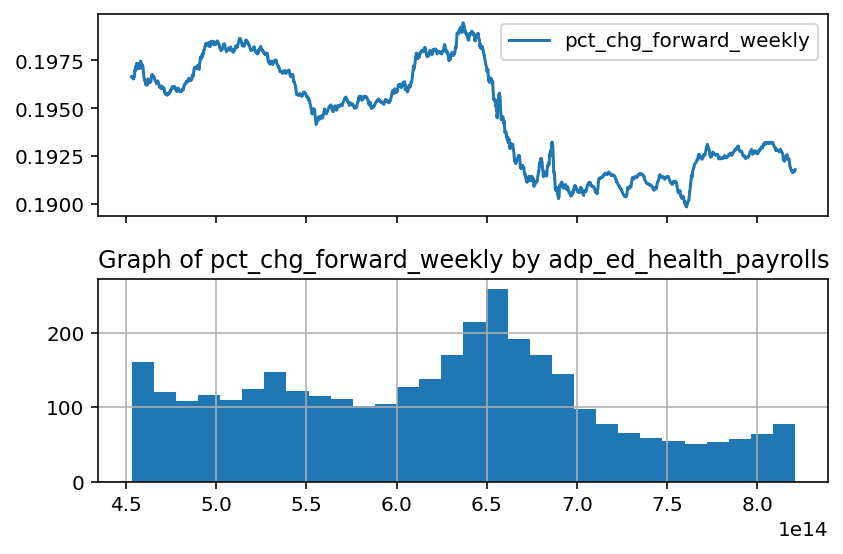 pct_chg_forward_weekly
0.1975
0.1950
0.1925
0.1900
Graph of pct_chg_forward_weekly by adp_ed_health_payrolls
200
100
0
4.5 5.0 5.5 6.0 6.5 7.0 7.5 8.0
1e14